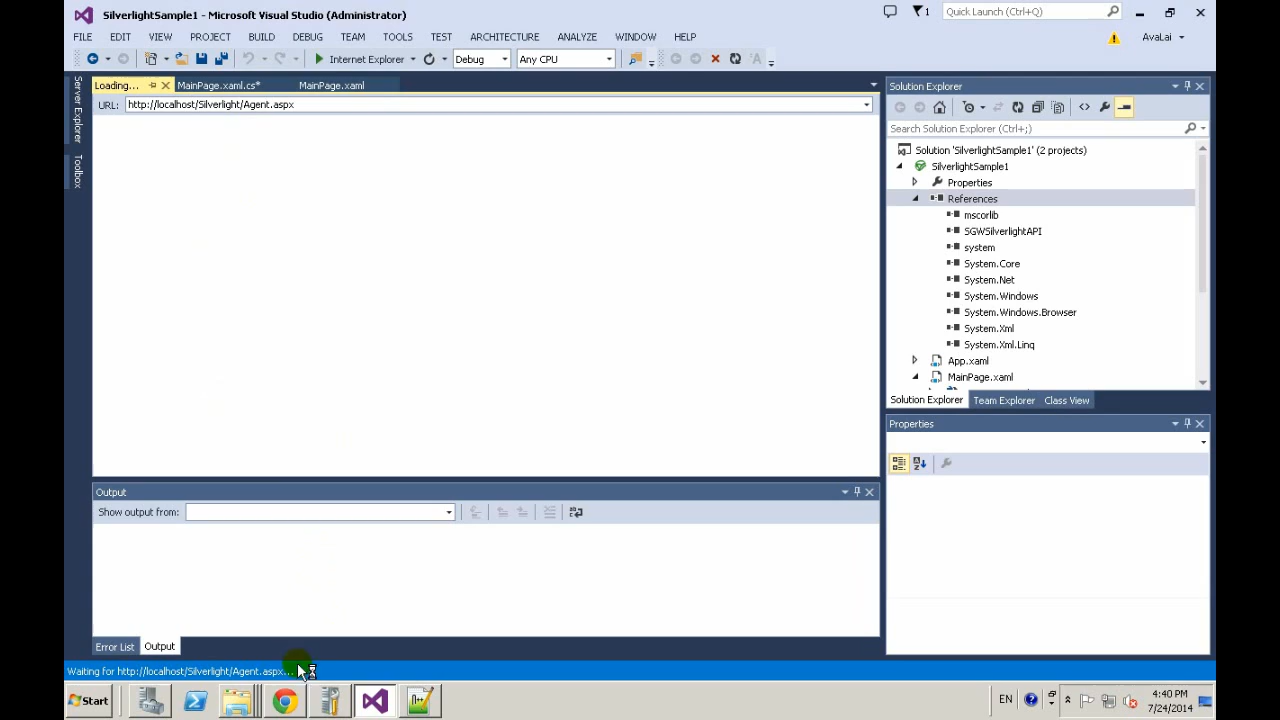 SilverlightSample1 - Microsoft Visual Studio (Administrator)
1
Quick Launch (Ctrl+Q)
FILE EDIT VIEW PROJECT BUILD DEBUG TEAM TOOLS TEST ARCHITECTURE ANALYZE WINDOW HELP
AvaLai
Internet Explorer
Debug
Any CPU
Server Explorer
Toolbox
Loading...
MainPage.xaml.cs*
MainPage.xaml
URL: http://localhost/Silverlight/Agent.aspx
Solution Explorer
Search Solution Explorer (Ctrl+;)
Solution 'SilverlightSample1' (2 projects)
SilverlightSample1
Properties
References
mscorlib
SGWSilverlightAPI
system
System.Core
System.Net
System.Windows
System.Windows.Browser
System.Xml
System.Xml.Linq
App.xaml
MainPage.xaml
Solution Explorer
Team Explorer
Class View
Properties
Output
Show output from:
Error List
Output
Waiting for http://localhost/Silverlight/Agent.aspx...
Start
EN
4:40 PM
7/24/2014